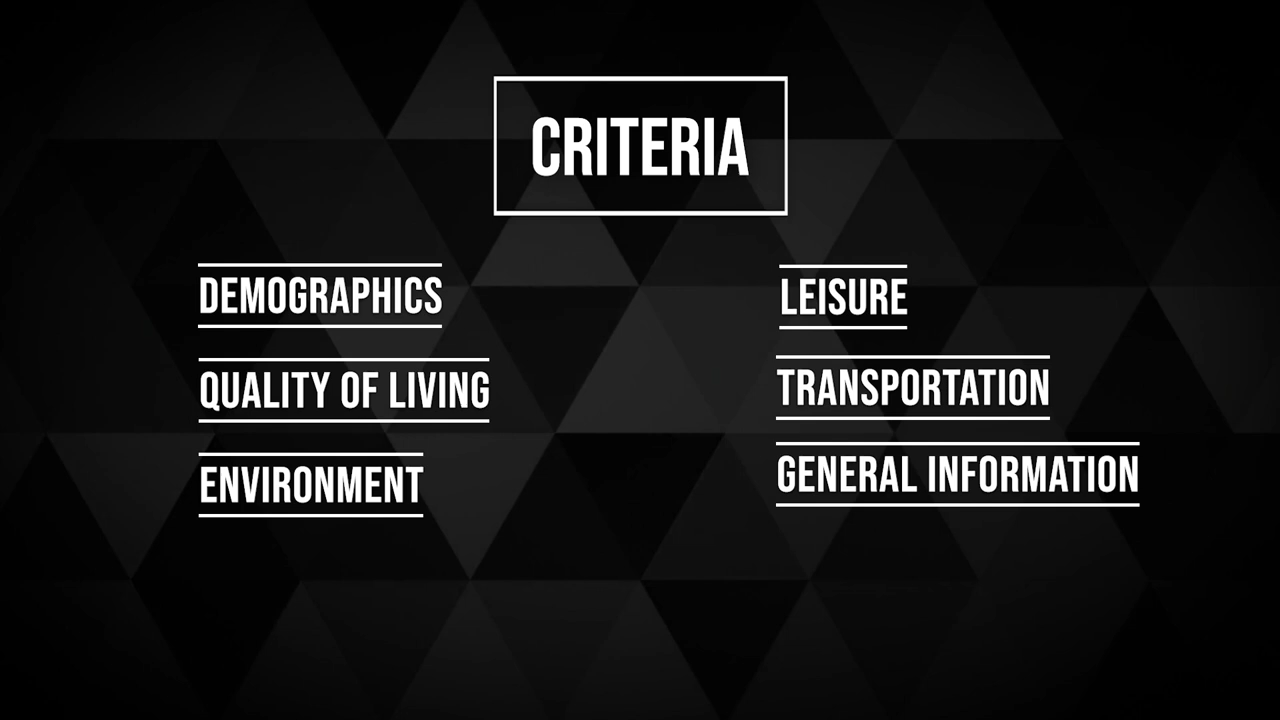 CRITERIA
DEMOGRAPHICS
QUALITY OF LIVING
ENVIRONMENT
LEISURE
TRANSPORTATION
GENERAL INFORMATION